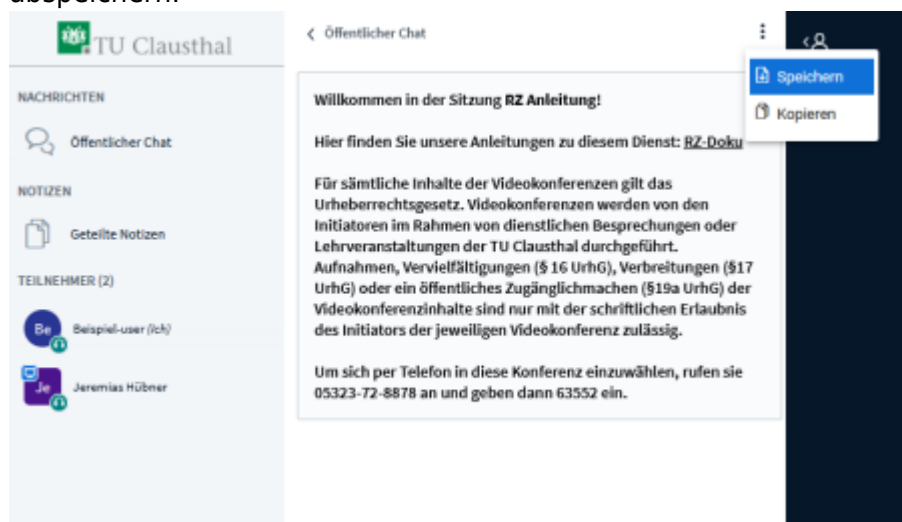 abspeichern.
TU Clausthal
NACHRICHTEN
Öffentlicher Chat
NOTIZEN
Geteilte Notizen
TEILNEHMER (2)
Be
Beispiel-user (Ich)
Je
Jeremias Hübner
Öffentlicher Chat
Speichern
Kopieren
Willkommen in der Sitzung RZ Anleitung!
Hier finden Sie unsere Anleitungen zu diesem Dienst: RZ-Doku
Für sämtliche Inhalte der Videokonferenzen gilt das
Urheberrechtsgesetz. Videokonferenzen werden von den
Initiatoren im Rahmen von dienstlichen Besprechungen oder
Lehrveranstaltungen der TU Clausthal durchgeführt.
Aufnahmen, Vervielfältigungen (§ 16 UrhG), Verbreitungen (§17
UrhG) oder ein öffentliches Zugänglichmachen (§19a UrhG) der
Videokonferenzinhalte sind nur mit der schriftlichen Erlaubnis
des Initiators der jeweiligen Videokonferenz zulässig.
Um sich per Telefon in diese Konferenz einzuwählen, rufen sie
05323-72-8878 an und geben dann 63552 ein.